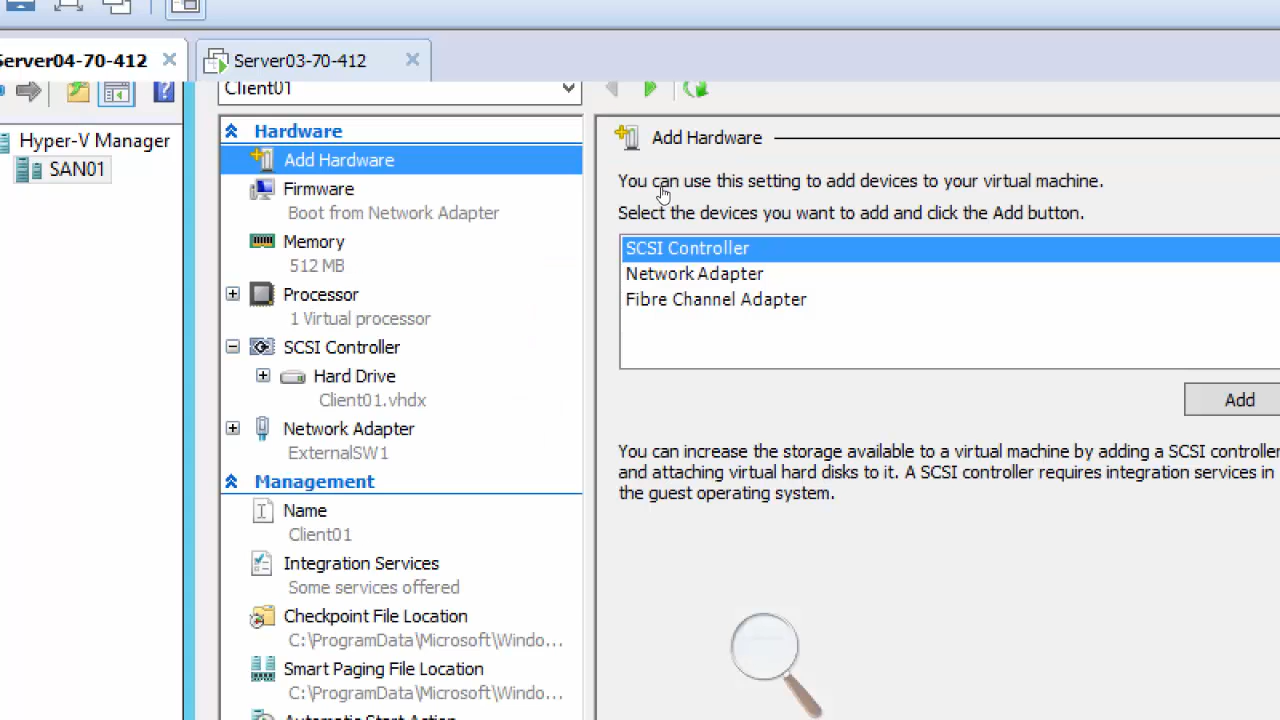 Server04-70-412
Server03-70-412
Client01
Hyper-V Manager
SAN01
Hardware
Add Hardware
Firmware
Boot from Network Adapter
Memory
512 MB
Processor
1 Virtual processor
SCSI Controller
Hard Drive
Client01.vhdx
Network Adapter
ExternalSW1
Management
Name
Client01
Integration Services
Some services offered
Checkpoint File Location
C:\ProgramData\Microsoft\Windo...
Smart Paging File Location
C:\ProgramData\Microsoft\Windo...
Automatic Start Action
Add Hardware
You can use this setting to add devices to your virtual machine.
Select the devices you want to add and click the Add button.
SCSI Controller
Network Adapter
Fibre Channel Adapter
Add
You can increase the storage available to a virtual machine by adding a SCSI controller
and attaching virtual hard disks to it. A SCSI controller requires integration services in
the guest operating system.